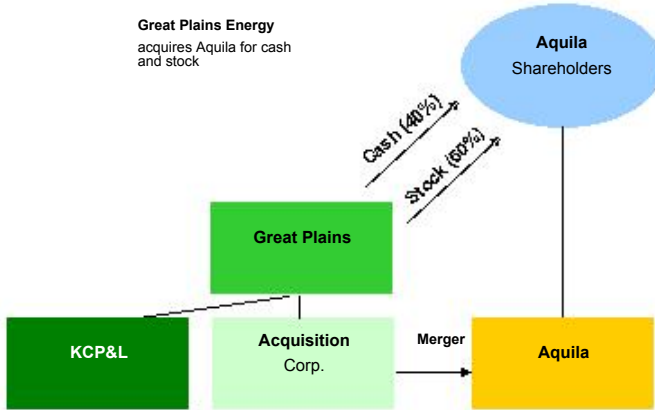 Great Plains Energy
acquires Aquila for cash
and stock
Aquila
Shareholders
Cash (40%)
Stock (60%)
Great Plains
KCP&L
Acquisition
Corp.
Merger
Aquila